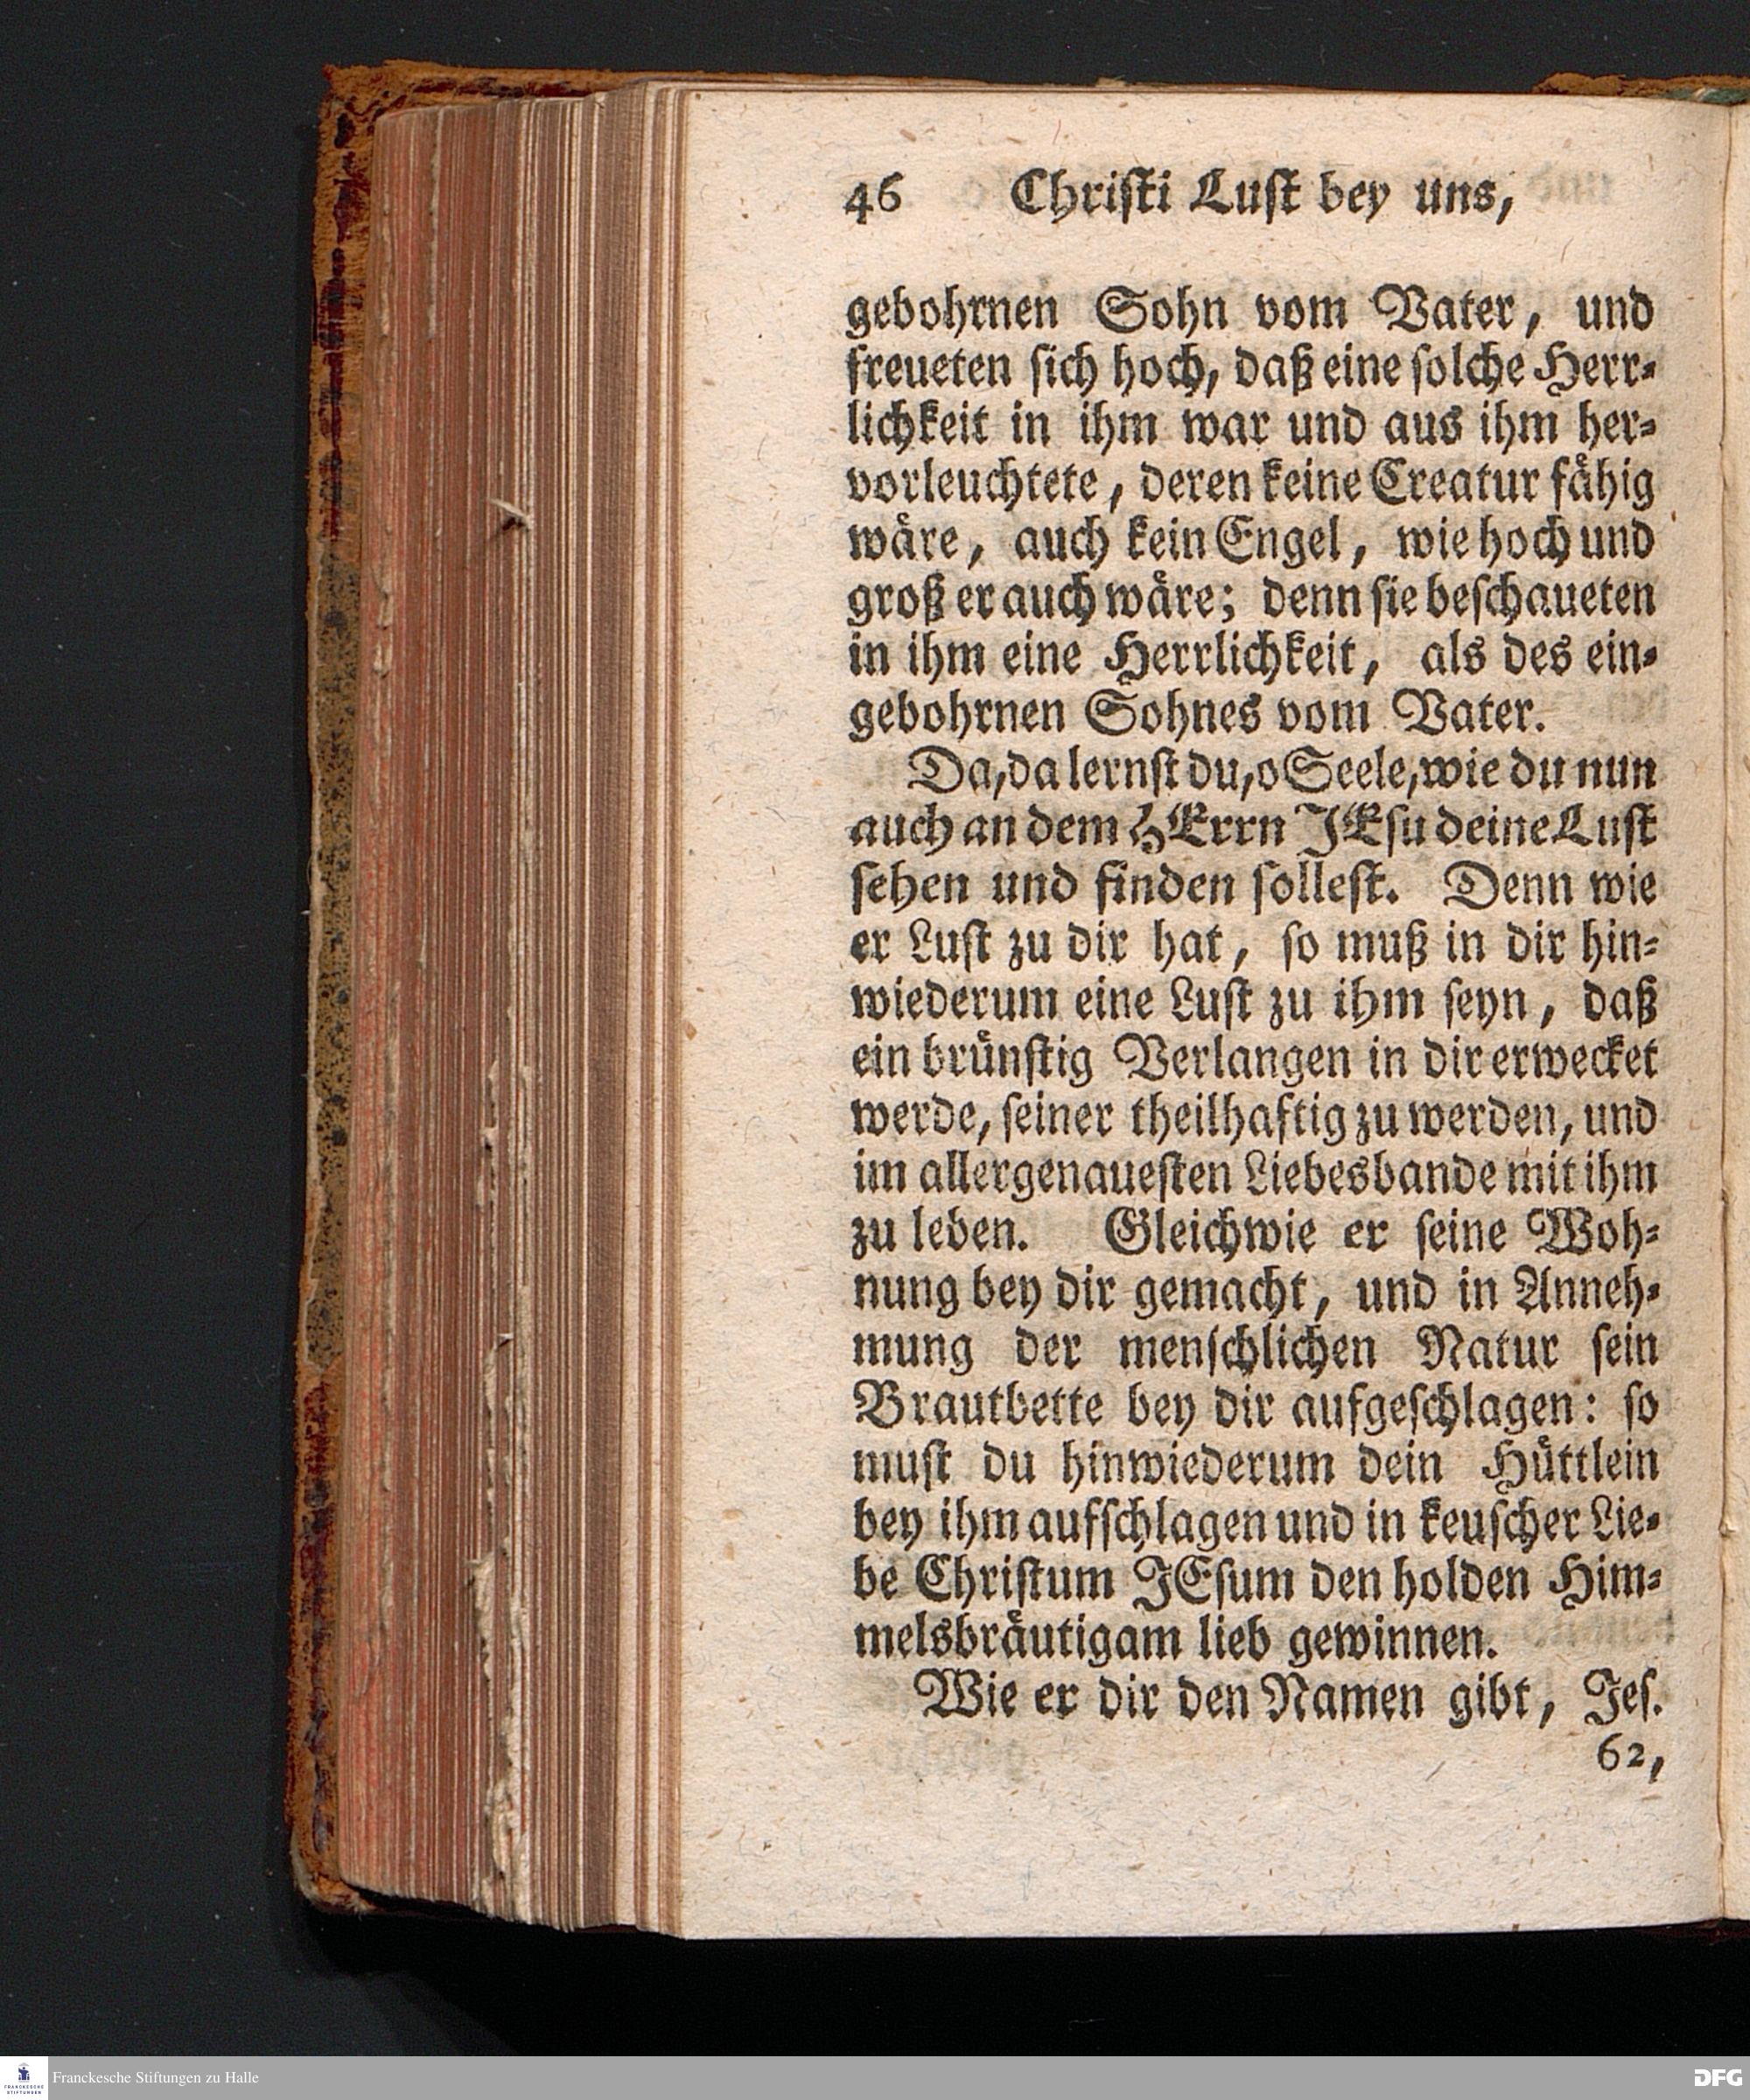 46 Christi Lust bey uns,
gebohrnen Sohn vom Vater, und
freueten sich hoch, daß eine solche Herr-
lichkeit in ihm war und aus ihm her-
vorleuchtete, deren keine Creatur fähig
wäre, auch kein Engel, wie hoch und
groß er auch wäre; denn sie beschaueten
in ihm eine Herrlichkeit, als des ein-
gebohrnen Sohnes vom Vater.
Da, da lernst du, o Seele, wie du nun
auch an dem HErrn JEsu deine Lust
sehen und finden sollest. Denn wie
er Lust zu dir hat, so muß in dir hin-
wiederum eine Lust zu ihm seyn, daß
ein brünstig Verlangen in dir erwecket
werde, seiner theilhaftig zu werden, und
im allergenauesten Liebesbande mit ihm
zu leben. Gleichwie er seine Woh-
nung bey dir gemacht, und in Anneh-
mung der menschlichen Natur sein
Brautbette bey dir aufgeschlagen: so
must du hinwiederum dein Hüttlein
bey ihm aufschlagen und in keuscher Lie-
be Christum JEsum den holden Him-
melsbräutigam lieb gewinnen.
Wie er dir den Namen gibt, Jes.
62,
FRANCKESCHE
STIFTUNGEN
Franckesche Stiftungen zu Halle
DFG